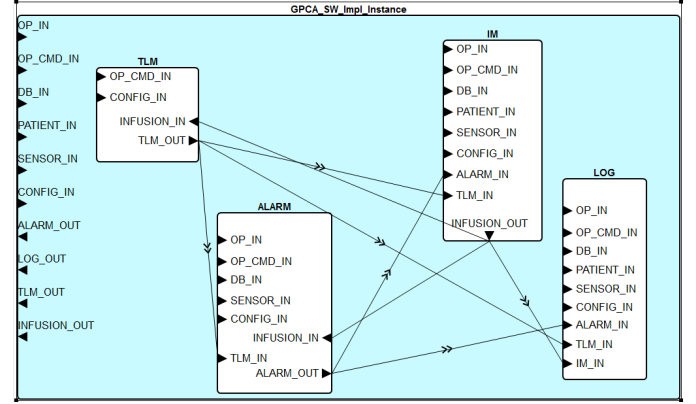 GPCA_SW_Impl_Instance
OP_IN
OP_CMD_IN
DB_IN
PATIENT_IN
SENSOR_IN
CONFIG_IN
ALARM_OUT
LOG_OUT
TLM_OUT
INFUSION_OUT
TLM
OP_CMD_IN
CONFIG_IN
INFUSION_IN
TLM_OUT
ALARM
OP_IN
OP_CMD_IN
DB_IN
SENSOR_IN
CONFIG_IN
INFUSION_IN
TLM_IN
ALARM_OUT
IM
OP_IN
OP_CMD_IN
DB_IN
PATIENT_IN
SENSOR_IN
CONFIG_IN
ALARM_IN
TLM_IN
INFUSION_OUT
LOG
OP_IN
OP_CMD_IN
DB_IN
PATIENT_IN
SENSOR_IN
CONFIG_IN
ALARM_IN
TLM_IN
IM_IN